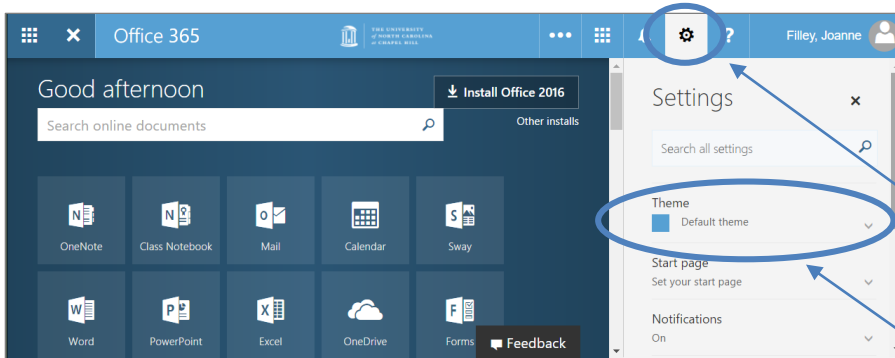 Office 365
THE UNIVERSITY
of NORTH CAROLINA
at CHAPEL HILL
Filley, Joanne
Good afternoon
Install Office 2016
Search online documents
Other installs
OneNote
Class Notebook
Mail
Calendar
Sway
Word
PowerPoint
Excel
OneDrive
Forms
Feedback
Settings
Search all settings
Theme
Default theme
Start page
Set your start page
Notifications
On